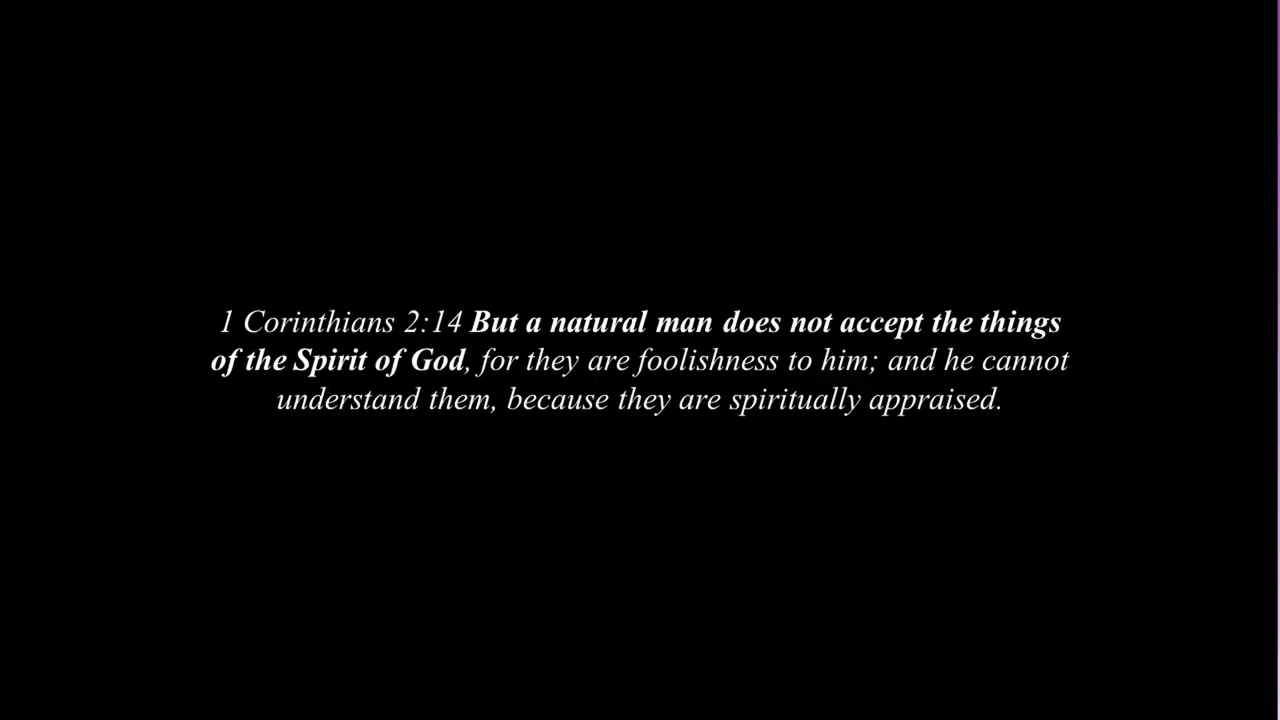 1 Corinthians 2:14 But a natural man does not accept the things
of the Spirit of God, for they are foolishness to him; and he cannot
understand them, because they are spiritually appraised.